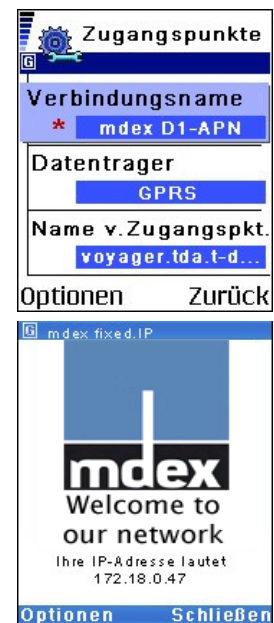 Zugangspunkte
G
Verbindungsname
* mdex D1-APN
Datentrager
GPRS
Name v.Zugangspkt.
voyager.tda.t-d...
Optionen Zurück
G mdex fixed.IP
mdex
Welcome to
our network
Ihre IP-Adresse lautet
172.18.0.47
Optionen Schließen